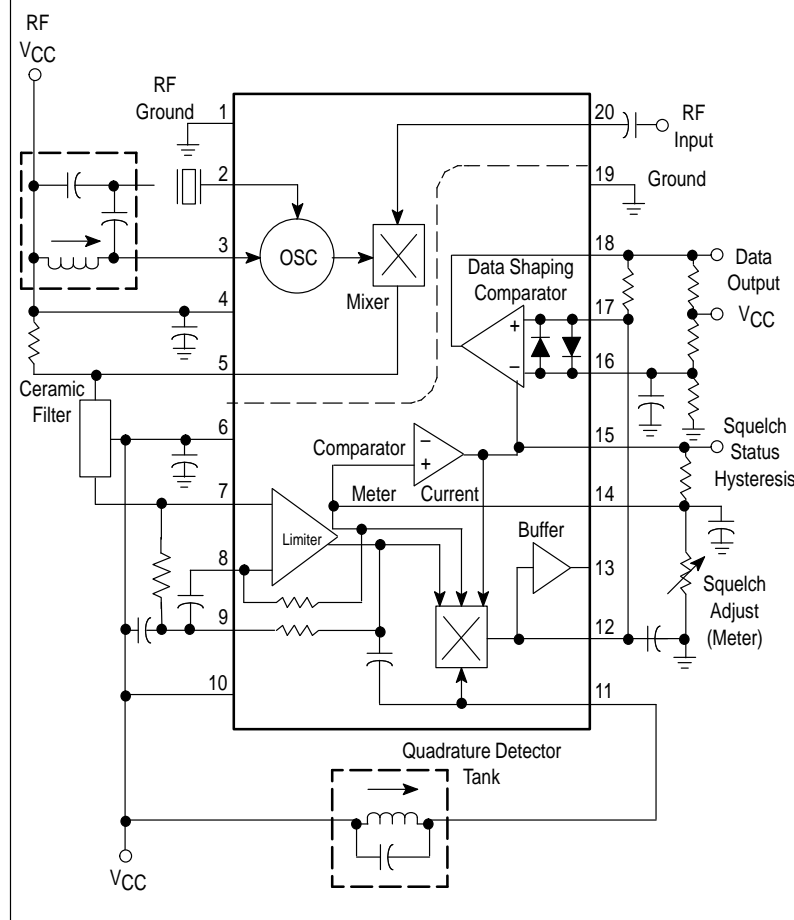 RF
VCC
RF
Ground
1
2
3
4
5
6
7
8
9
10
OSC
Mixer
Ceramic
Filter
Data Shaping
Comparator
+
−
Comparator
−
+
Meter Current
Limiter
Buffer
20
RF
Input
19
Ground
18
Data
Output
17
VCC
16
15
Squelch
Status
Hysteresis
14
13
Squelch
Adjust
(Meter)
12
11
Quadrature Detector
Tank
VCC